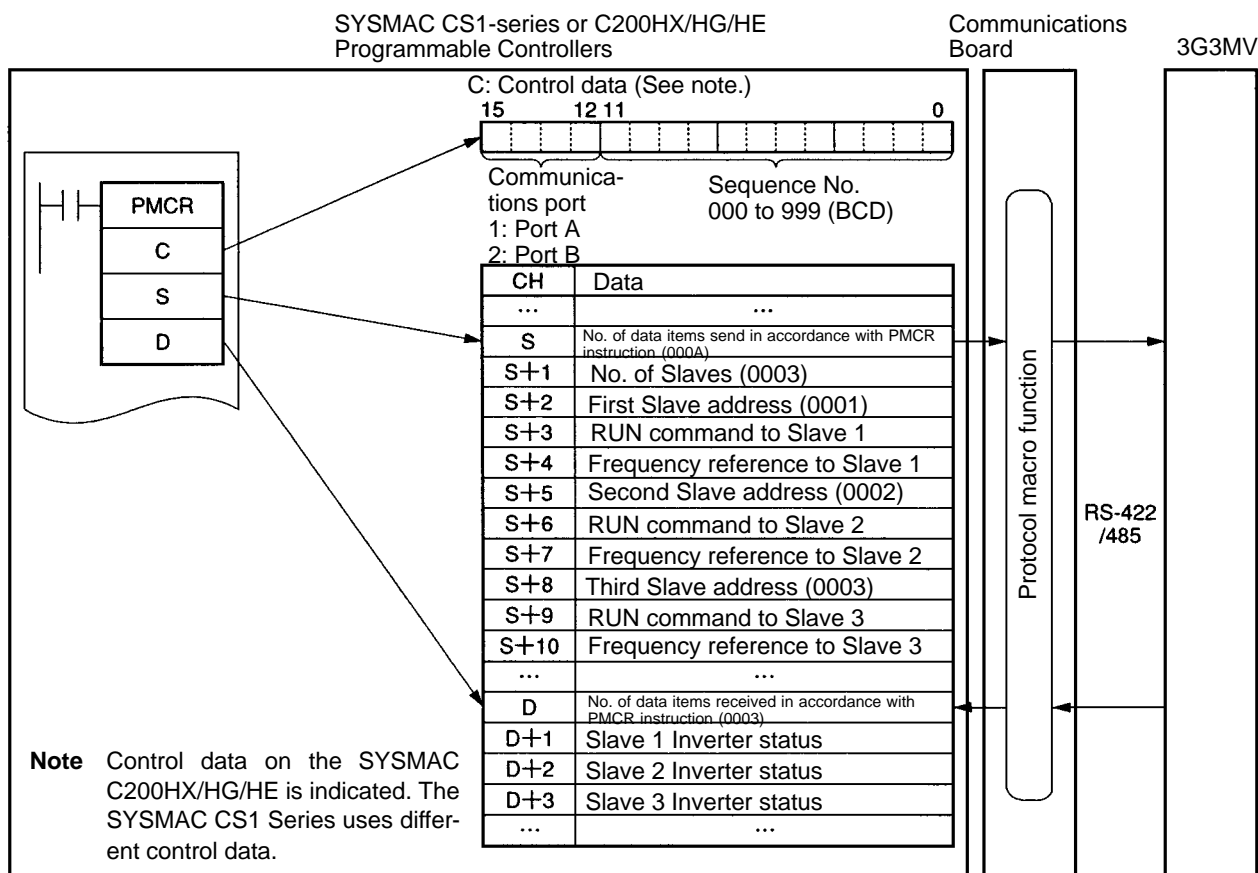 SYSMAC CS1-series or C200HX/HG/HE
Programmable Controllers
Communications
Board
3G3MV
C: Control data (See note.)
15 12 11 0
Communica-
tions port
1: Port A
2: Port B
Sequence No.
000 to 999 (BCD)
PMCR
C
S
D
CH Data
... ...
S No. of data items send in accordance with PMCR
instruction (000A)
S+1 No. of Slaves (0003)
S+2 First Slave address (0001)
S+3 RUN command to Slave 1
S+4 Frequency reference to Slave 1
S+5 Second Slave address (0002)
S+6 RUN command to Slave 2
S+7 Frequency reference to Slave 2
S+8 Third Slave address (0003)
S+9 RUN command to Slave 3
S+10 Frequency reference to Slave 3
... ...
D No. of data items received in accordance with
PMCR instruction (0003)
D+1 Slave 1 Inverter status
D+2 Slave 2 Inverter status
D+3 Slave 3 Inverter status
... ...
Protocol macro function
RS-422
/485
Note Control data on the SYSMAC
C200HX/HG/HE is indicated. The
SYSMAC CS1 Series uses differ-
ent control data.